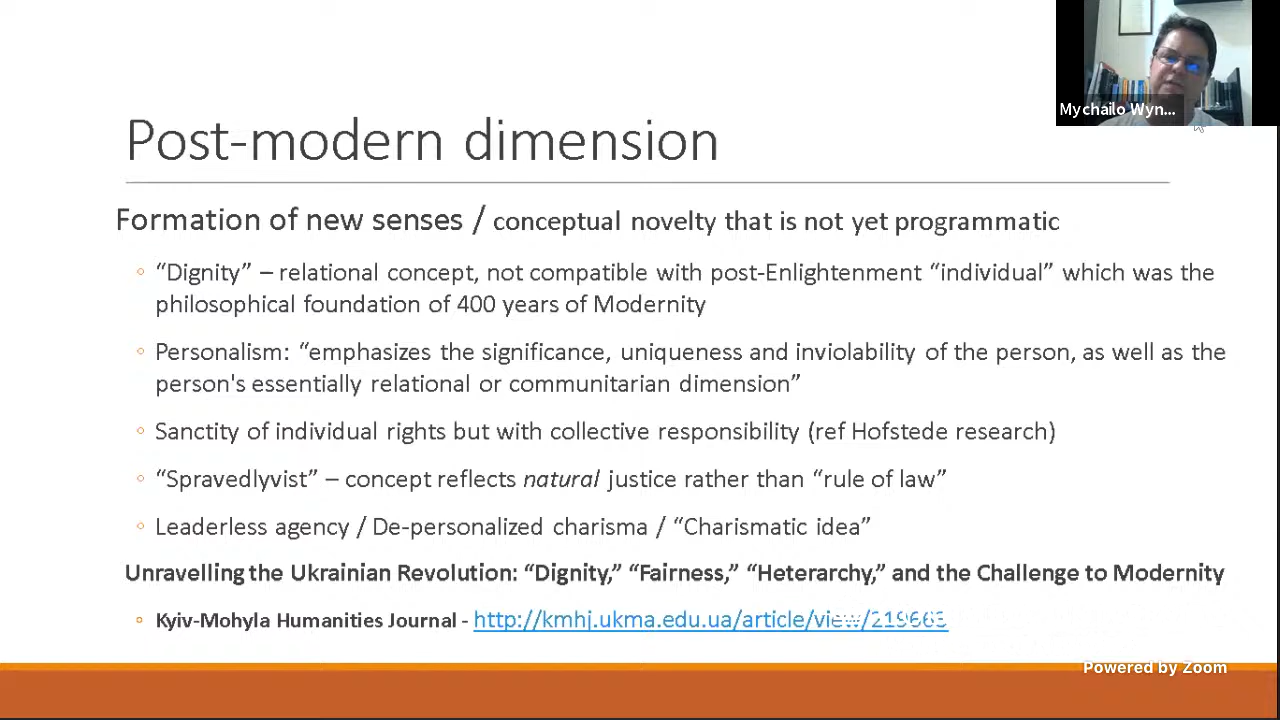 Mychailo Wyn...
Post-modern dimension
Formation of new senses / conceptual novelty that is not yet programmatic
“Dignity” – relational concept, not compatible with post-Enlightenment “individual” which was the
philosophical foundation of 400 years of Modernity
Personalism: “emphasizes the significance, uniqueness and inviolability of the person, as well as the
person's essentially relational or communitarian dimension”
Sanctity of individual rights but with collective responsibility (ref Hofstede research)
“Spravedlyvist” – concept reflects natural justice rather than “rule of law”
Leaderless agency / De-personalized charisma / “Charismatic idea”
Unravelling the Ukrainian Revolution: “Dignity,” “Fairness,” “Heterarchy,” and the Challenge to Modernity
Kyiv-Mohyla Humanities Journal - http://kmhj.ukma.edu.ua/article/view/219663
Powered by Zoom